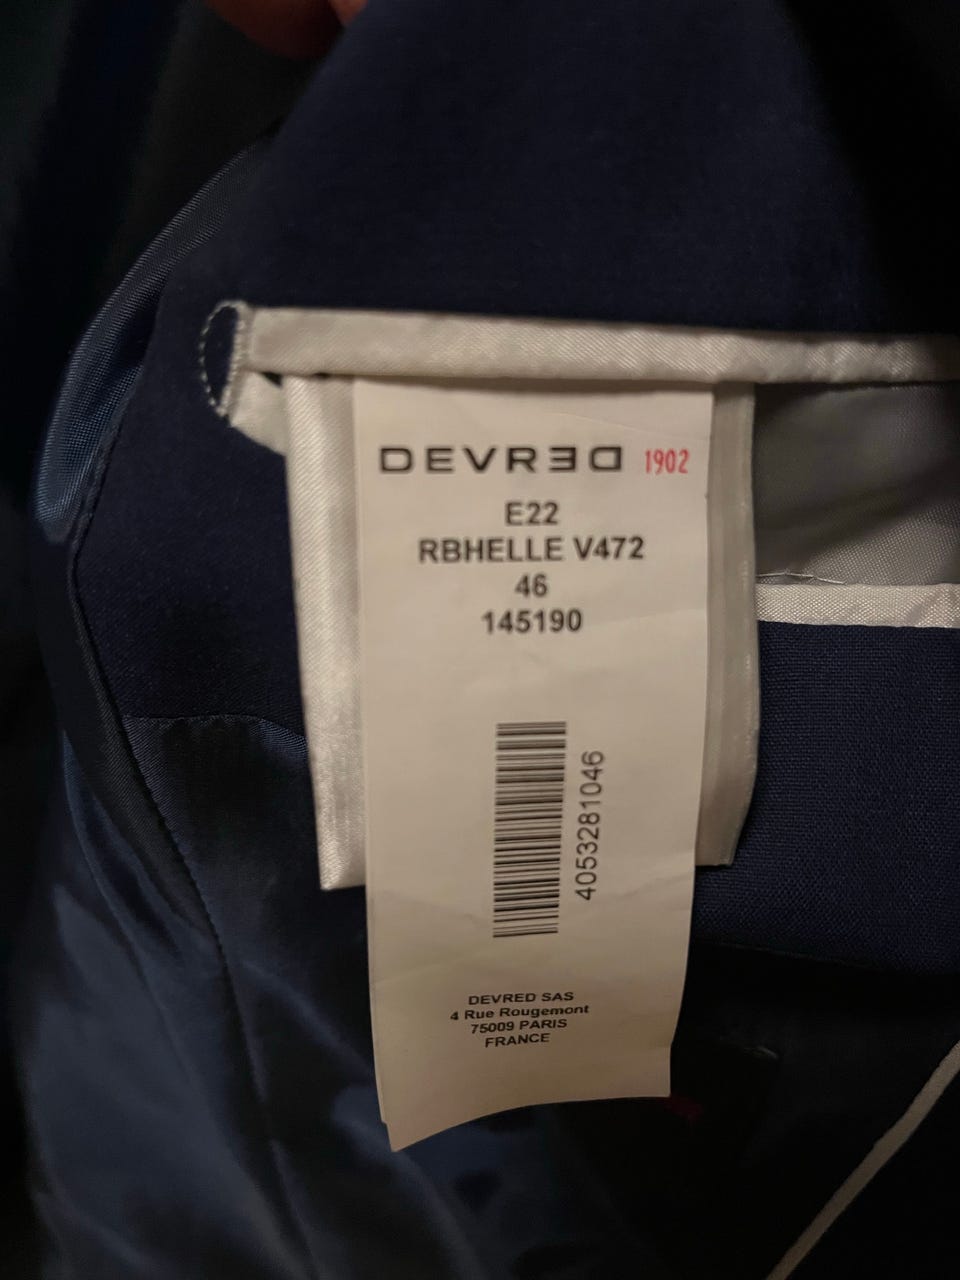 DEVRED 1902
E22
RBHELLE V472
46
145190
4053281046
DEVRED SAS
4 Rue Rougemont
75009 PARIS
FRANCE